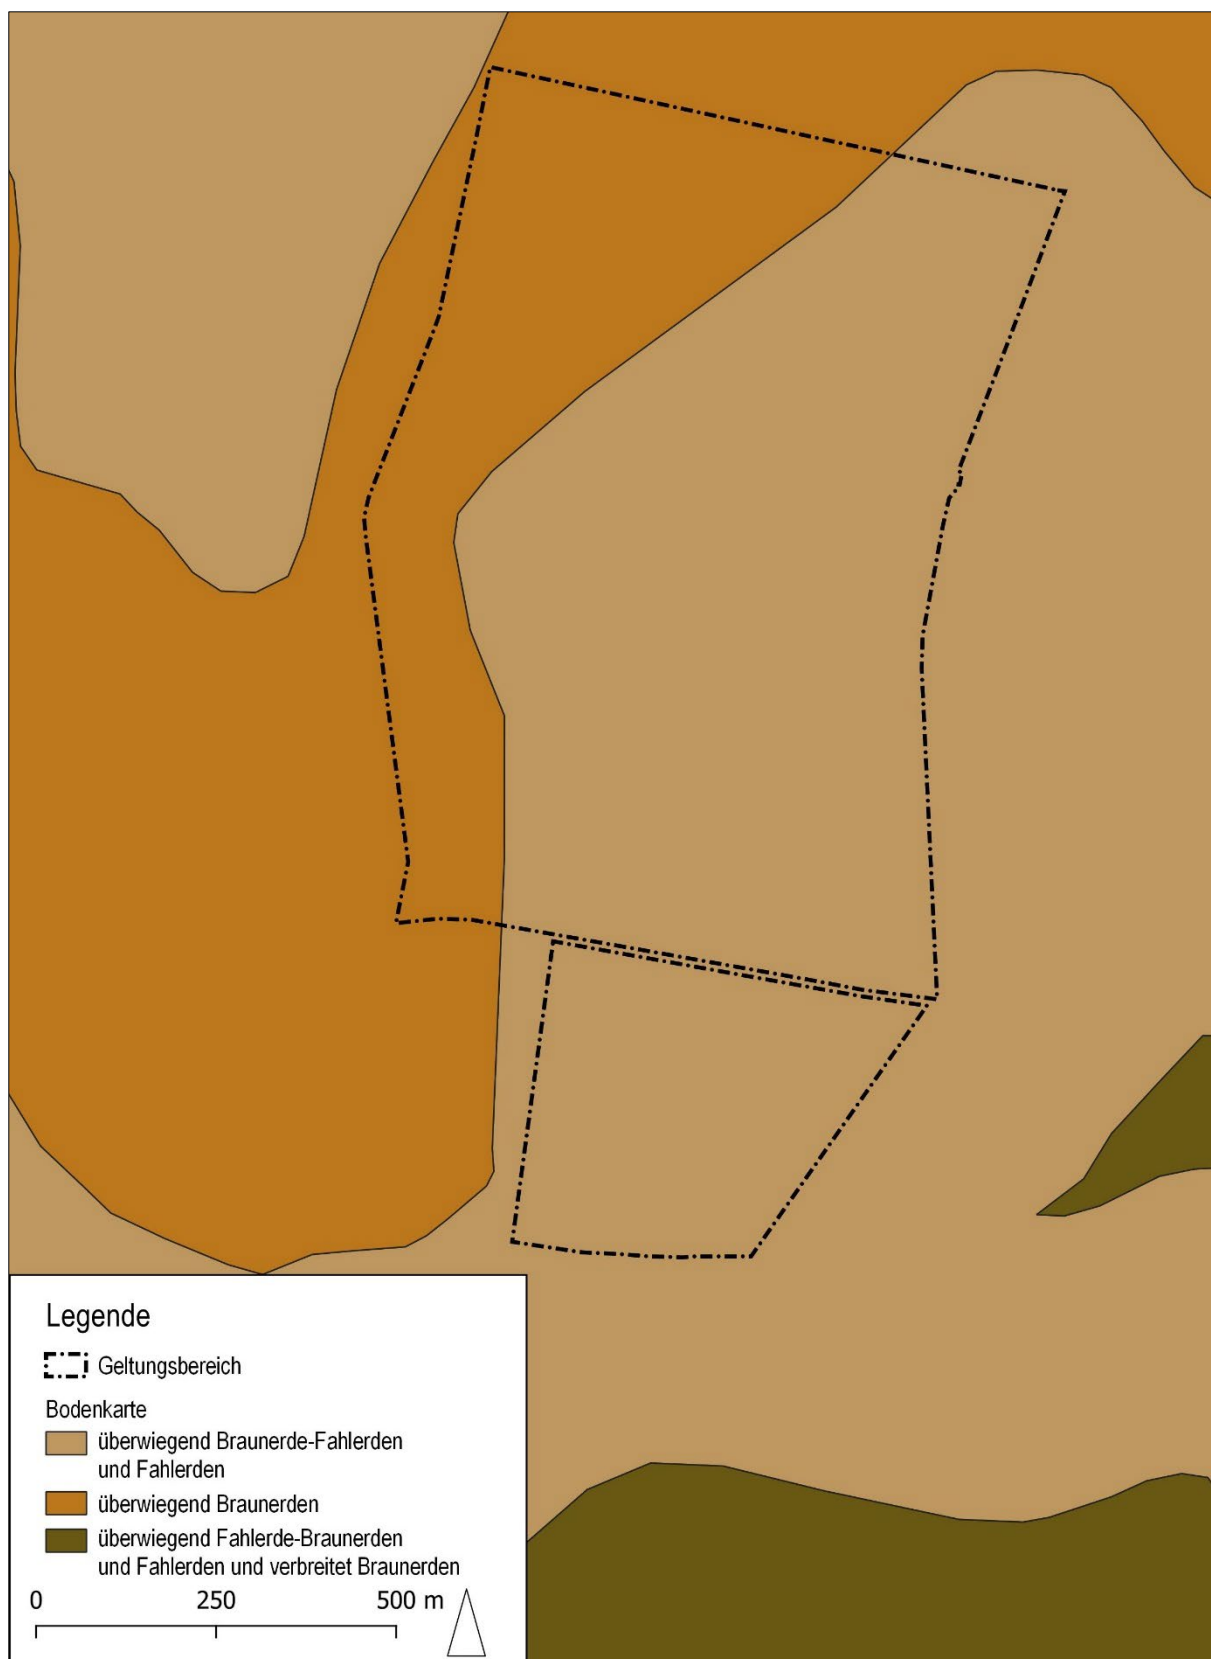 Legende
Geltungsbereich
Bodenkarte
überwiegend Braunerde-Fahlerden
und Fahlerden
überwiegend Braunerden
überwiegend Fahlerde-Braunerden
und Fahlerden und verbreitet Braunerden
0 250 500 m